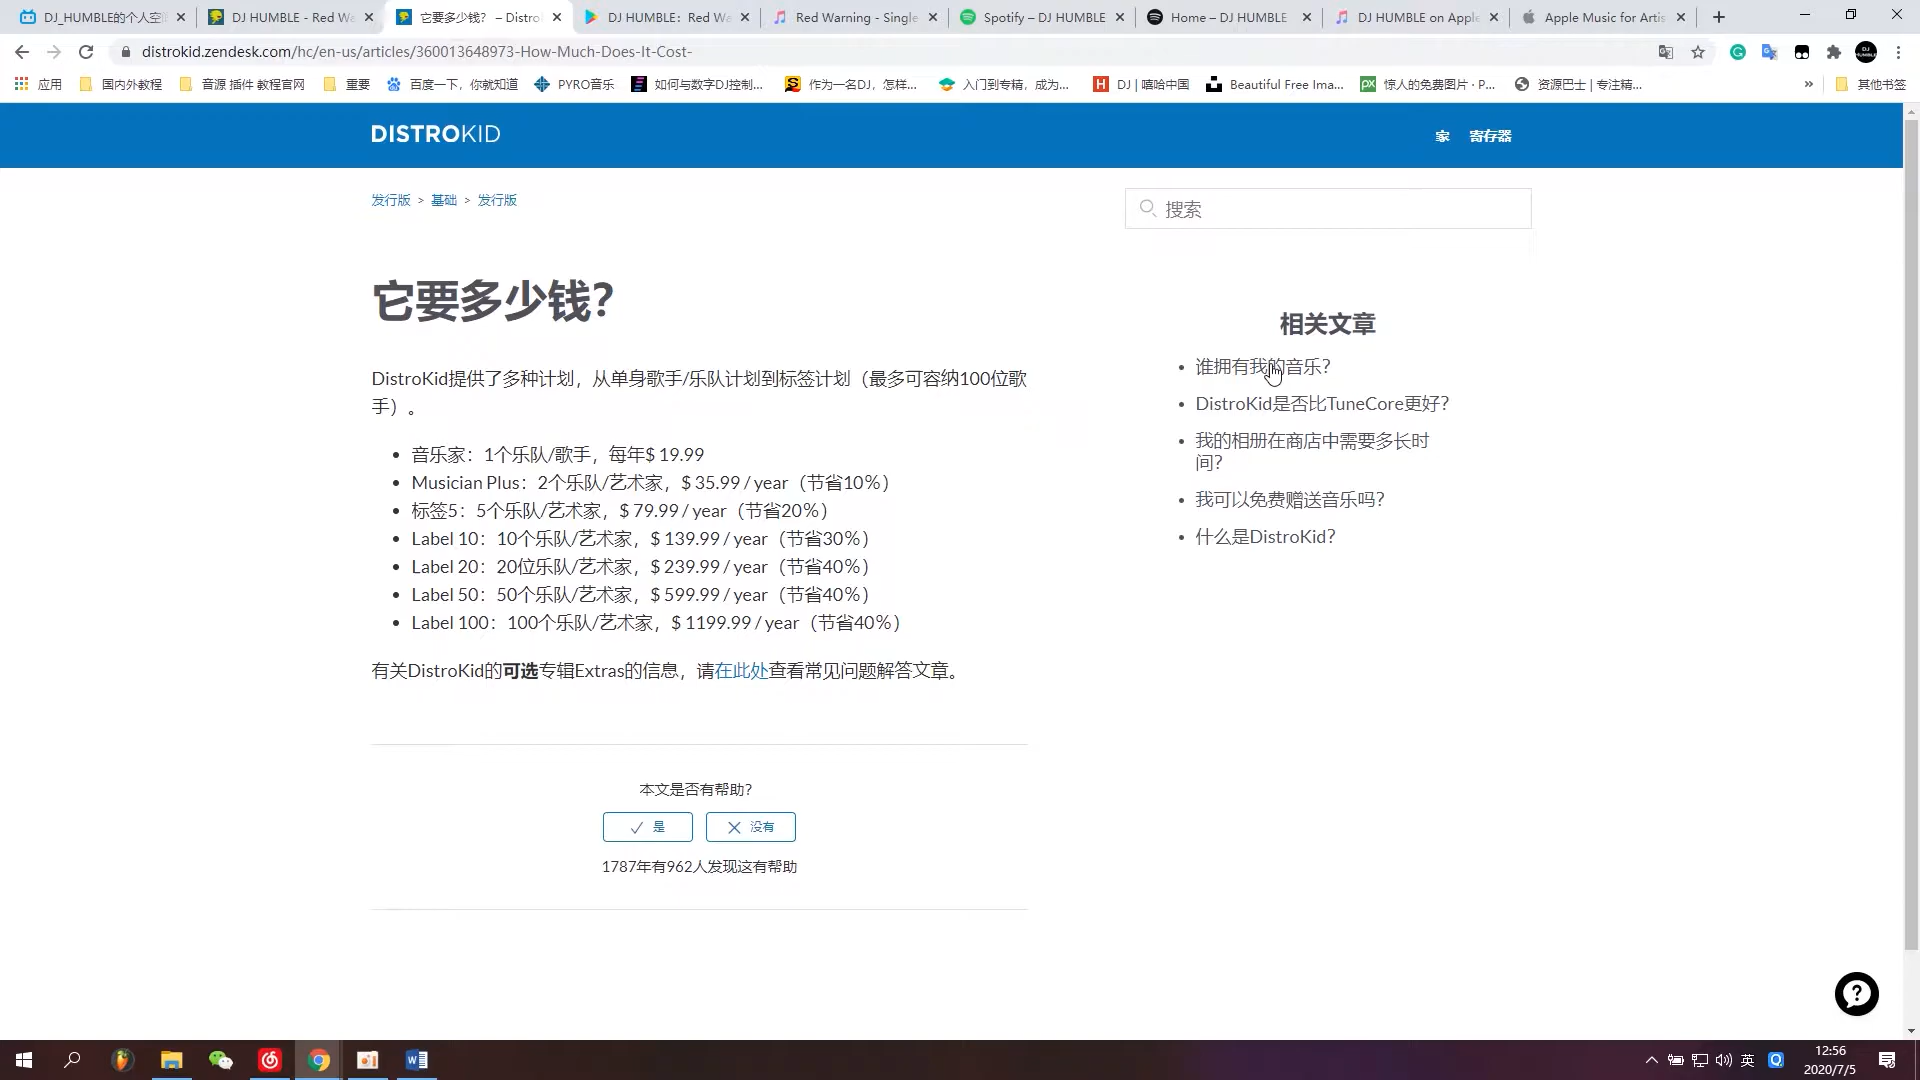 DJ_HUMBLE的个人空间
DJ HUMBLE - Red Wa
它要多少钱？ – Distro
DJ HUMBLE：Red Wa
Red Warning - Single
Spotify – DJ HUMBLE
Home – DJ HUMBLE
DJ HUMBLE on Apple
Apple Music for Artis
distrokid.zendesk.com/hc/en-us/articles/360013648973-How-Much-Does-It-Cost-
应用
国内外教程
音源 插件 教程官网
重要
百度一下，你就知道
PYRO音乐
如何与数字DJ控制...
作为一名DJ，怎样...
入门到专精，成为...
DJ | 嘻哈中国
Beautiful Free Ima...
惊人的免费图片 · P...
资源巴士 | 专注精...
»
其他书签
DISTROKID
家 寄存器
发行版 > 基础 > 发行版
搜索
它要多少钱？
DistroKid提供了多种计划，从单身歌手/乐队计划到标签计划（最多可容纳100位歌
手）。
音乐家：1个乐队/歌手，每年$ 19.99
Musician Plus：2个乐队/艺术家，$ 35.99 / year（节省10％）
标签5：5个乐队/艺术家，$ 79.99 / year（节省20％）
Label 10：10个乐队/艺术家，$ 139.99 / year（节省30％）
Label 20：20位乐队/艺术家，$ 239.99 / year（节省40％）
Label 50：50个乐队/艺术家，$ 599.99 / year（节省40％）
Label 100：100个乐队/艺术家，$ 1199.99 / year（节省40％）
有关DistroKid的可选专辑Extras的信息，请在此处查看常见问题解答文章。
相关文章
谁拥有我的音乐？
DistroKid是否比TuneCore更好？
我的相册在商店中需要多长时
间？
我可以免费赠送音乐吗？
什么是DistroKid？
本文是否有帮助？
是
没有
1787年有962人发现这有帮助
英
12:56
2020/7/5